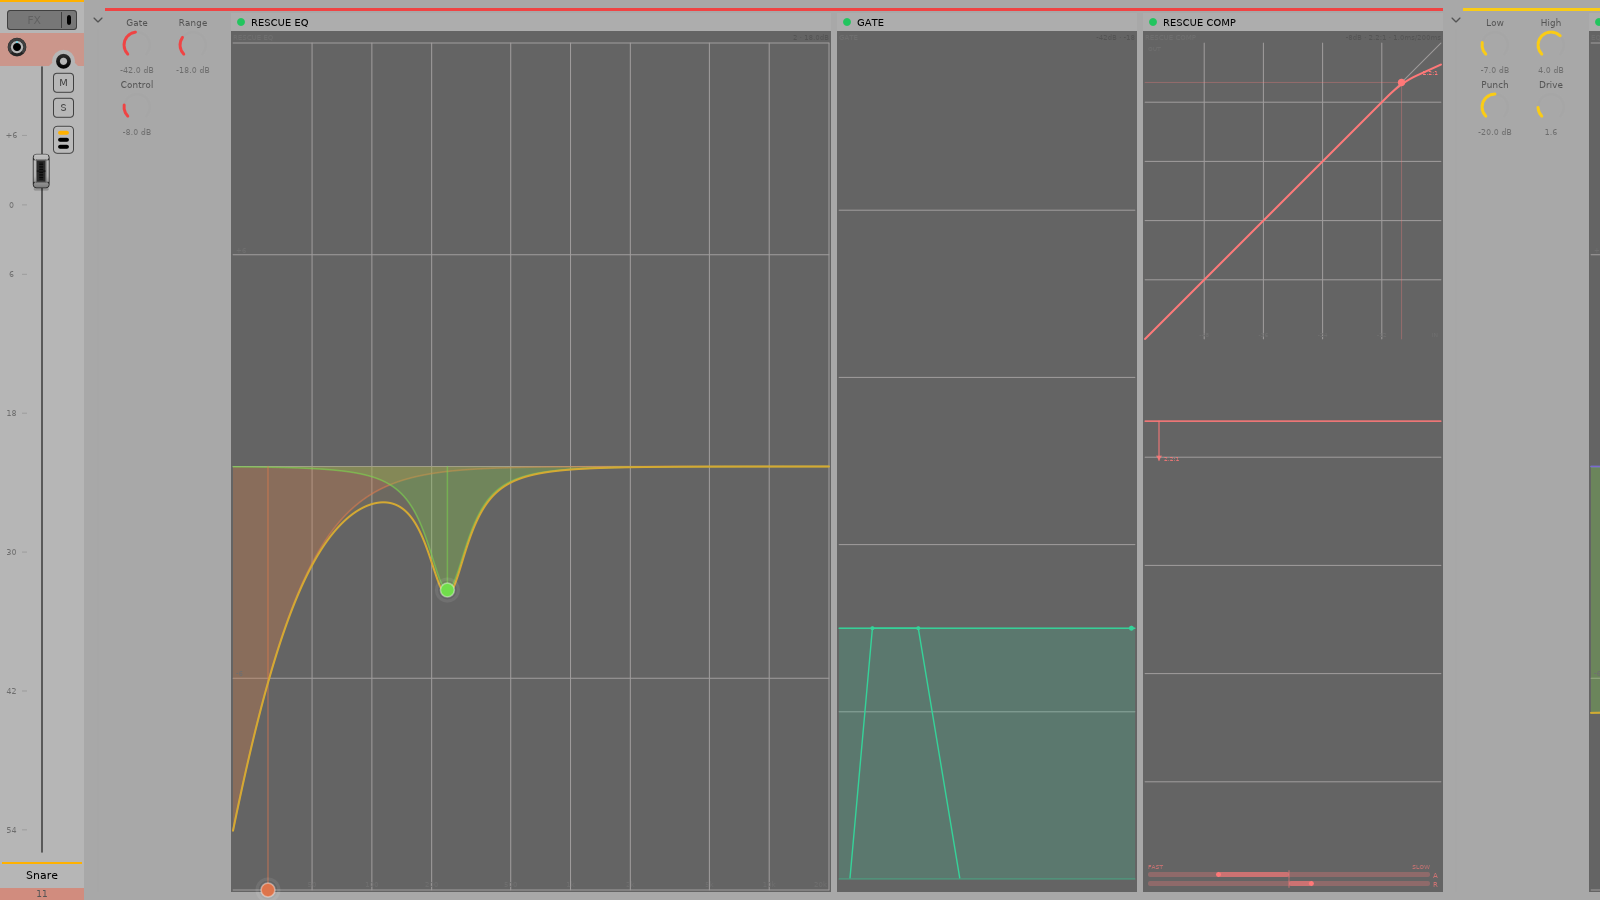 FX
M
S
+6
0
6
18
30
42
54
Snare
11
Gate
Range
-42.0 dB
-18.0 dB
Control
-8.0 dB
RESCUE EQ
GATE
RESCUE COMP
FAST
SLOW
A
R
Low
High
-7.0 dB
4.0 dB
Punch
Drive
-20.0 dB
1.6